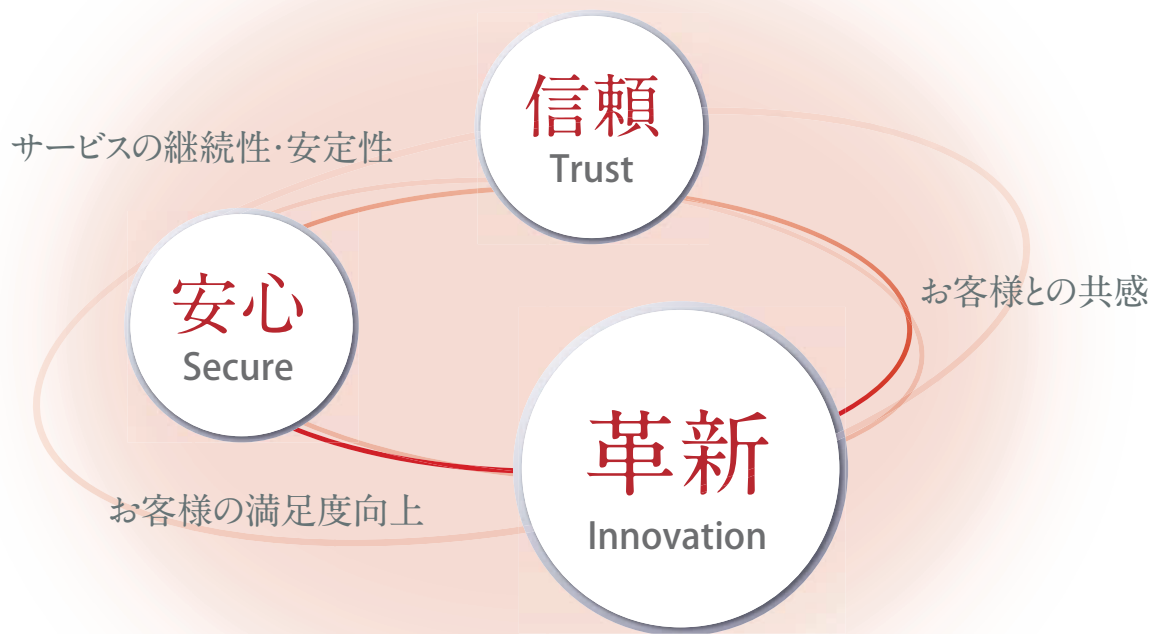 信頼
Trust
サービスの継続性・安定性
安心
Secure
お客様との共感
革新
Innovation
お客様の満足度向上